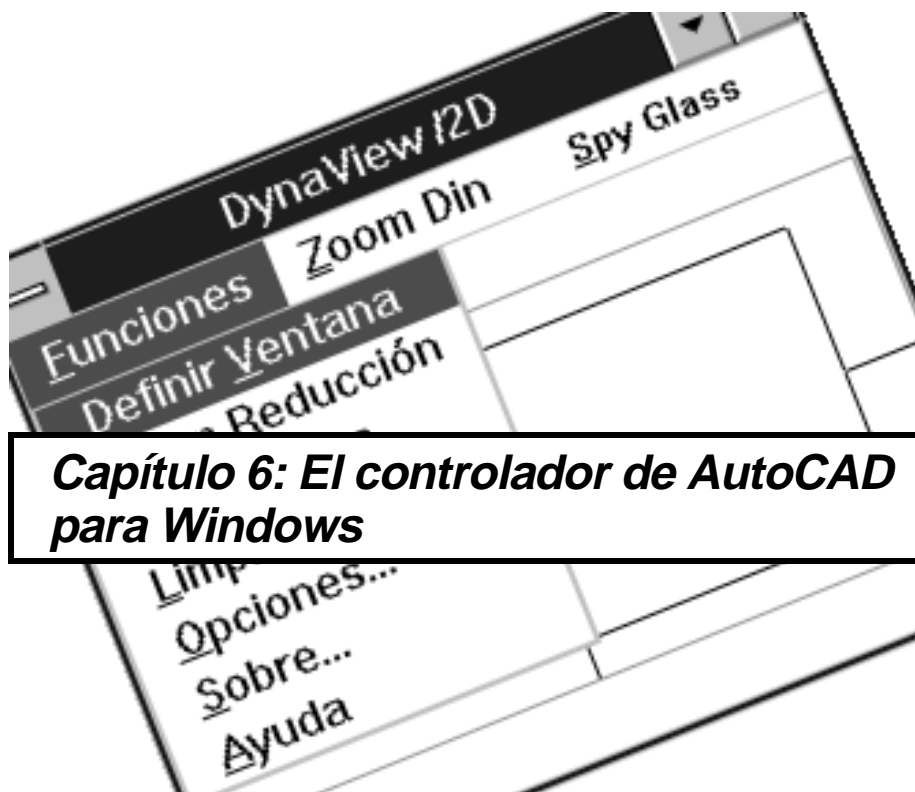 DynaView I2D
Funciones Zoom Din Spy Glass
Definir Ventana
Reducción
Capítulo 6: El controlador de AutoCAD
para Windows
Opciones...
Sobre...
Ayuda